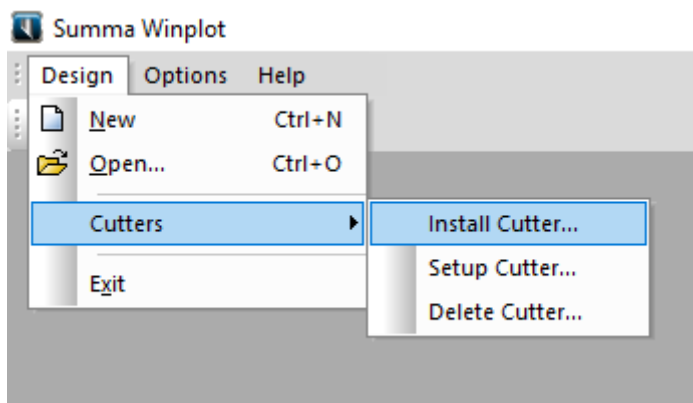 Summa Winplot
Design Options Help
New Ctrl+N
Open... Ctrl+O
Cutters
Install Cutter...
Setup Cutter...
Exit
Delete Cutter...